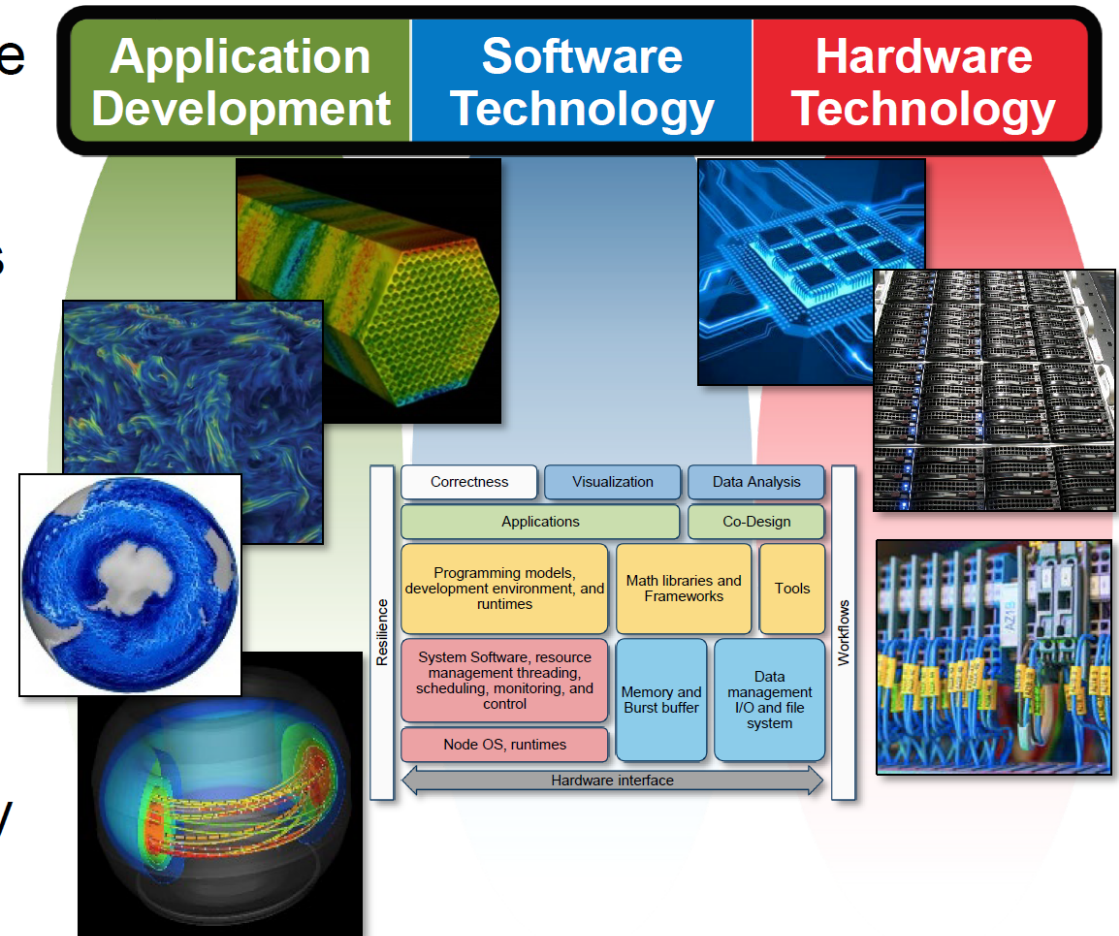 e
Application
Development
Software
Technology
Hardware
Technology
s
Correctness
Visualization
Data Analysis
Applications
Co-Design
Programming models,
development environment, and
runtimes
Math libraries and
Frameworks
Tools
Resilience
Workflows
System Software, resource
management threading,
scheduling, monitoring, and
control
Memory and
Burst buffer
Data
management
I/O and file
system
Node OS, runtimes
Hardware interface
AZ1B
y